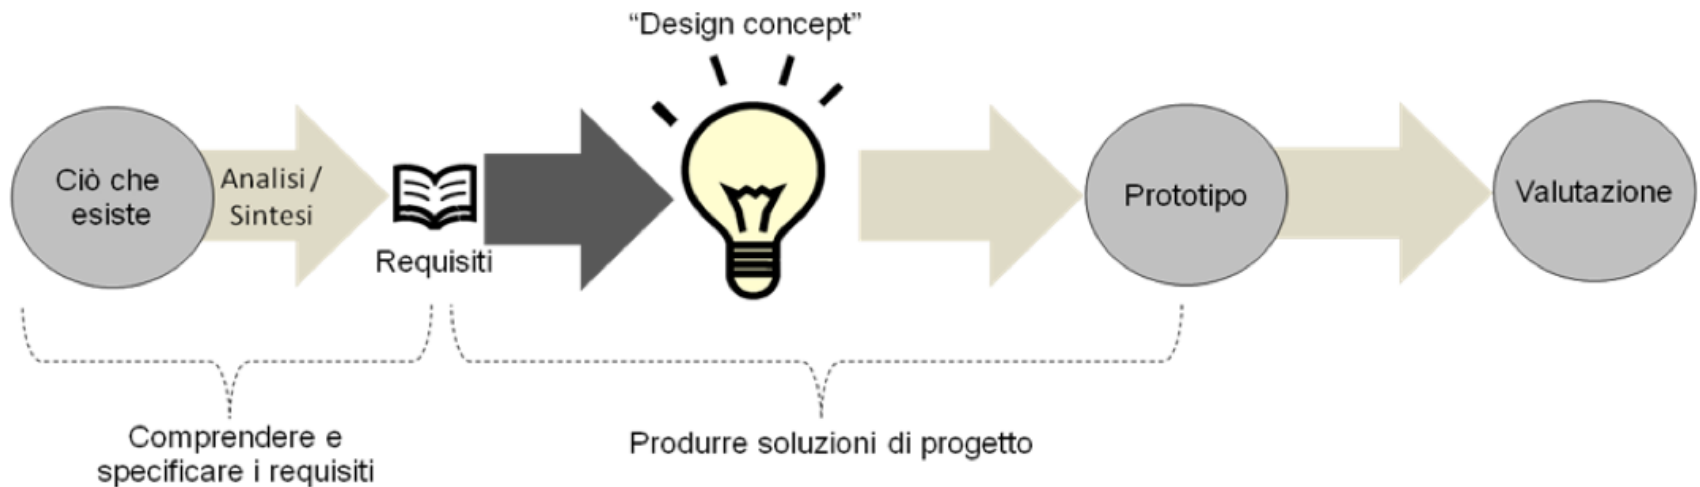 “Design concept”
Ciò che
esiste
Analisi /
Sintesi
Requisiti
Prototipo
Valutazione
Comprendere e
specificare i requisiti
Produrre soluzioni di progetto